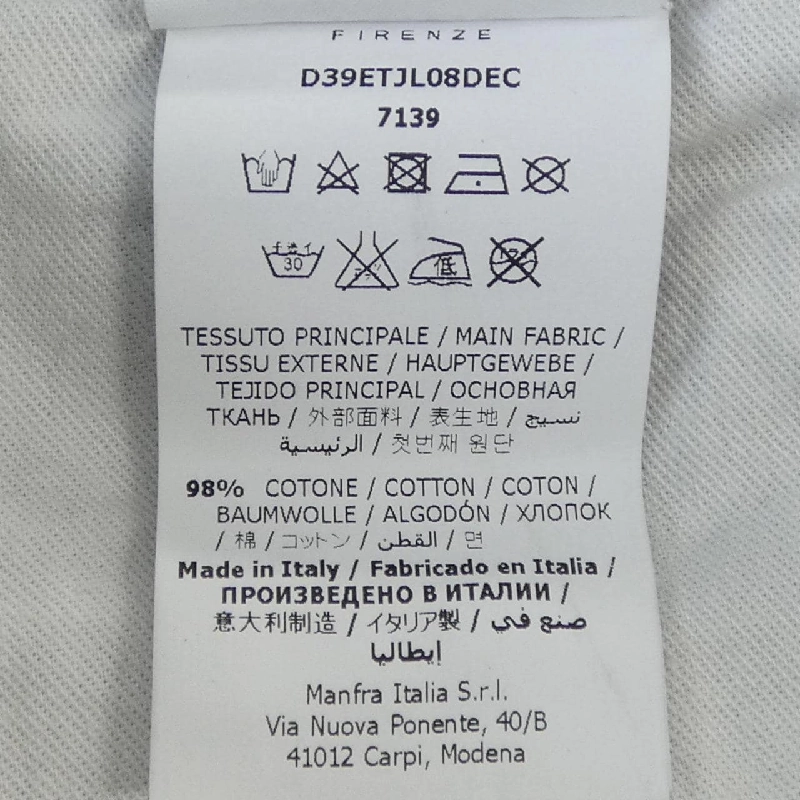 FIRENZE
D39ETJL08DEC
7139
手洗イ
30
低
TESSUTO PRINCIPALE / MAIN FABRIC /
TISSU EXTERNE / HAUPTGEWEBE /
TEJIDO PRINCIPAL / ОСНОВНАЯ
ТКАНЬ / 外部面料 / 表生地 / نسيج
الرئيسية / 첫번째 원단
98% COTONE / COTTON / COTON /
BAUMWOLLE / ALGODÓN / ХЛОПОК
/ 棉 / コットン / القطن / 면
Made in Italy / Fabricado en Italia /
ПРОИЗВЕДЕНО В ИТАЛИИ /
意大利制造 / イタリア製 / صنع في
إيطاليا
Manfra Italia S.r.l.
Via Nuova Ponente, 40/B
41012 Carpi, Modena